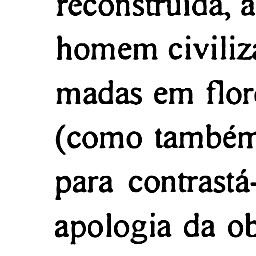 reconstruída, a
homem civiliza
madas em flor
(como também
para contrastá-
apologia da ob